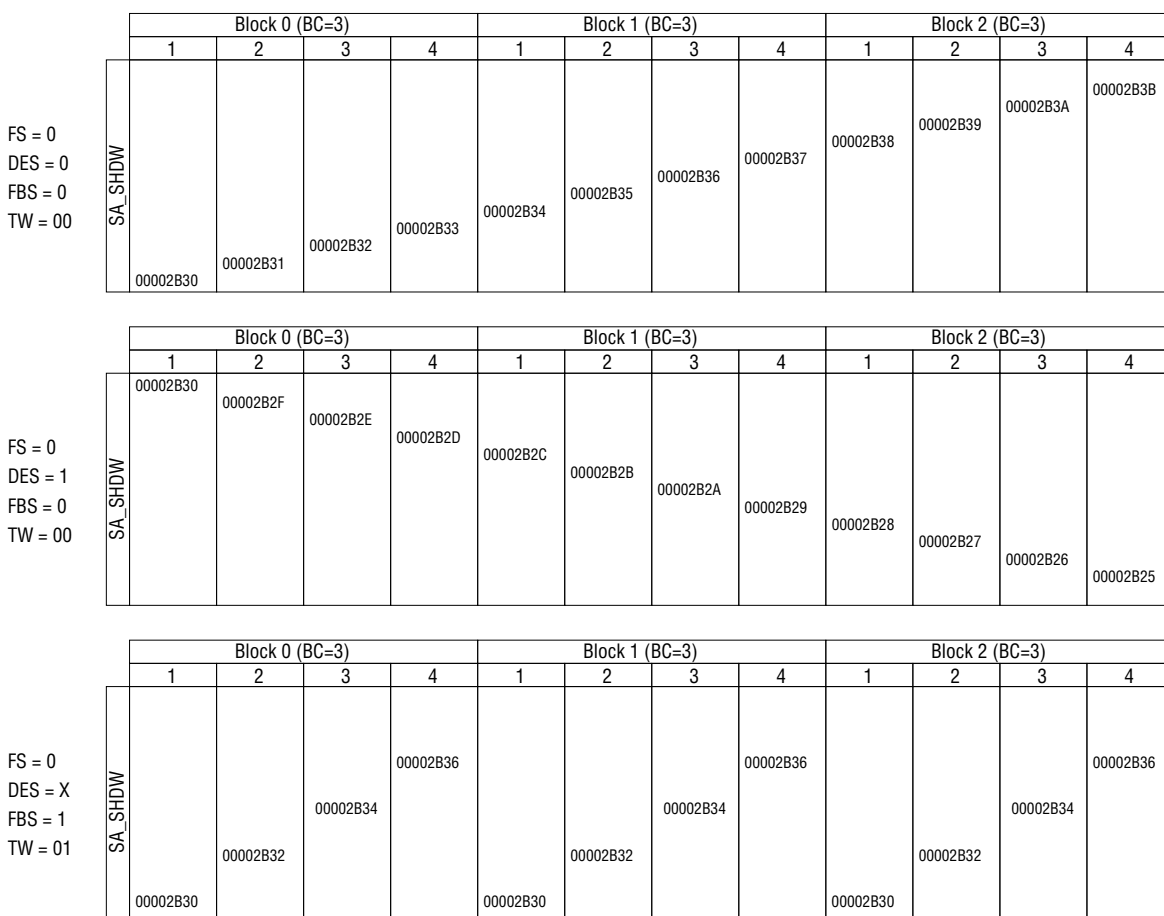 Block 0 (BC=3) Block 1 (BC=3) Block 2 (BC=3)
1 2 3 4 1 2 3 4 1 2 3 4
FS = 0
DES = 0
FBS = 0
TW = 00
SA_SHDW
00002B30
00002B31
00002B32
00002B33
00002B34
00002B35
00002B36
00002B37
00002B38
00002B39
00002B3A
00002B3B
Block 0 (BC=3) Block 1 (BC=3) Block 2 (BC=3)
1 2 3 4 1 2 3 4 1 2 3 4
FS = 0
DES = 1
FBS = 0
TW = 00
SA_SHDW
00002B30
00002B2F
00002B2E
00002B2D
00002B2C
00002B2B
00002B2A
00002B29
00002B28
00002B27
00002B26
00002B25
Block 0 (BC=3) Block 1 (BC=3) Block 2 (BC=3)
1 2 3 4 1 2 3 4 1 2 3 4
FS = 0
DES = X
FBS = 1
TW = 01
SA_SHDW
00002B30
00002B32
00002B34
00002B36
00002B30
00002B32
00002B34
00002B36
00002B30
00002B32
00002B34
00002B36